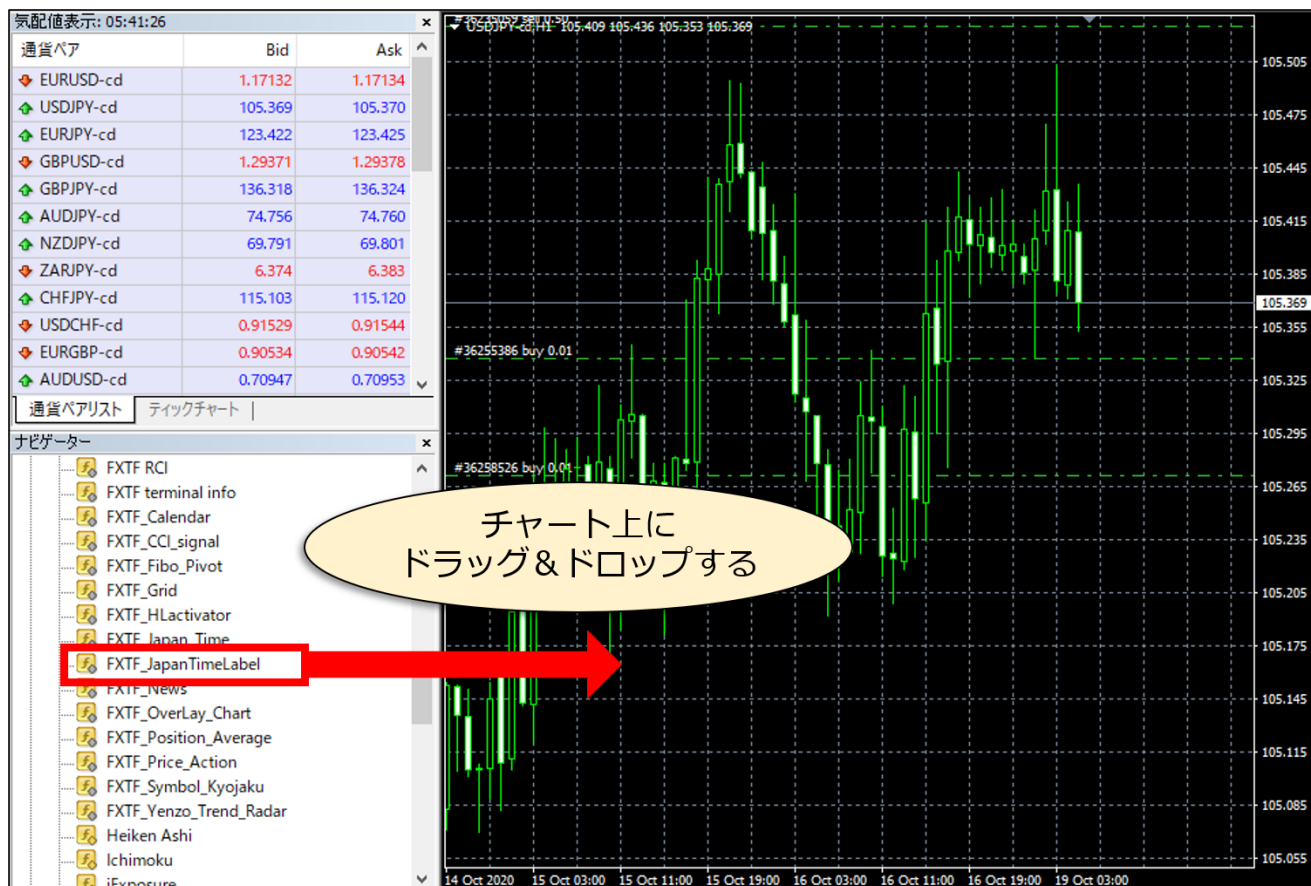 気配値表示: 05:41:26
通貨ペア Bid Ask
EURUSD-cd 1.17132 1.17134
USDJPY-cd 105.369 105.370
EURJPY-cd 123.422 123.425
GBPUSD-cd 1.29371 1.29378
GBPJPY-cd 136.318 136.324
AUDJPY-cd 74.756 74.760
NZDJPY-cd 69.791 69.801
ZARJPY-cd 6.374 6.383
CHFJPY-cd 115.103 115.120
USDCHF-cd 0.91529 0.91544
EURGBP-cd 0.90534 0.90542
AUDUSD-cd 0.70947 0.70953
通貨ペアリスト ティックチャート
ナビゲーター
FXTF RCI
FXTF terminal info
FXTF_Calendar
FXTF_CCI_signal
FXTF_Fibo_Pivot
FXTF_Grid
FXTF_HLactivator
FXTF_Japan_Time
FXTF_JapanTimeLabel
FXTF_News
FXTF_OverLay_Chart
FXTF_Position_Average
FXTF_Price_Action
FXTF_Symbol_Kyojaku
FXTF_Yenzo_Trend_Radar
Heiken Ashi
Ichimoku
iExposure
#36235059 sell 0.50
USDJPY-cd,H1 105.409 105.436 105.353 105.369
#36255386 buy 0.01
#36258526 buy 0.01
チャート上に
ドラッグ＆ドロップする
105.505
105.475
105.445
105.415
105.385
105.369
105.355
105.325
105.295
105.265
105.235
105.205
105.175
105.145
105.115
105.085
105.055
14 Oct 2020 15 Oct 03:00 15 Oct 11:00 15 Oct 19:00 16 Oct 03:00 16 Oct 11:00 16 Oct 19:00 19 Oct 03:00